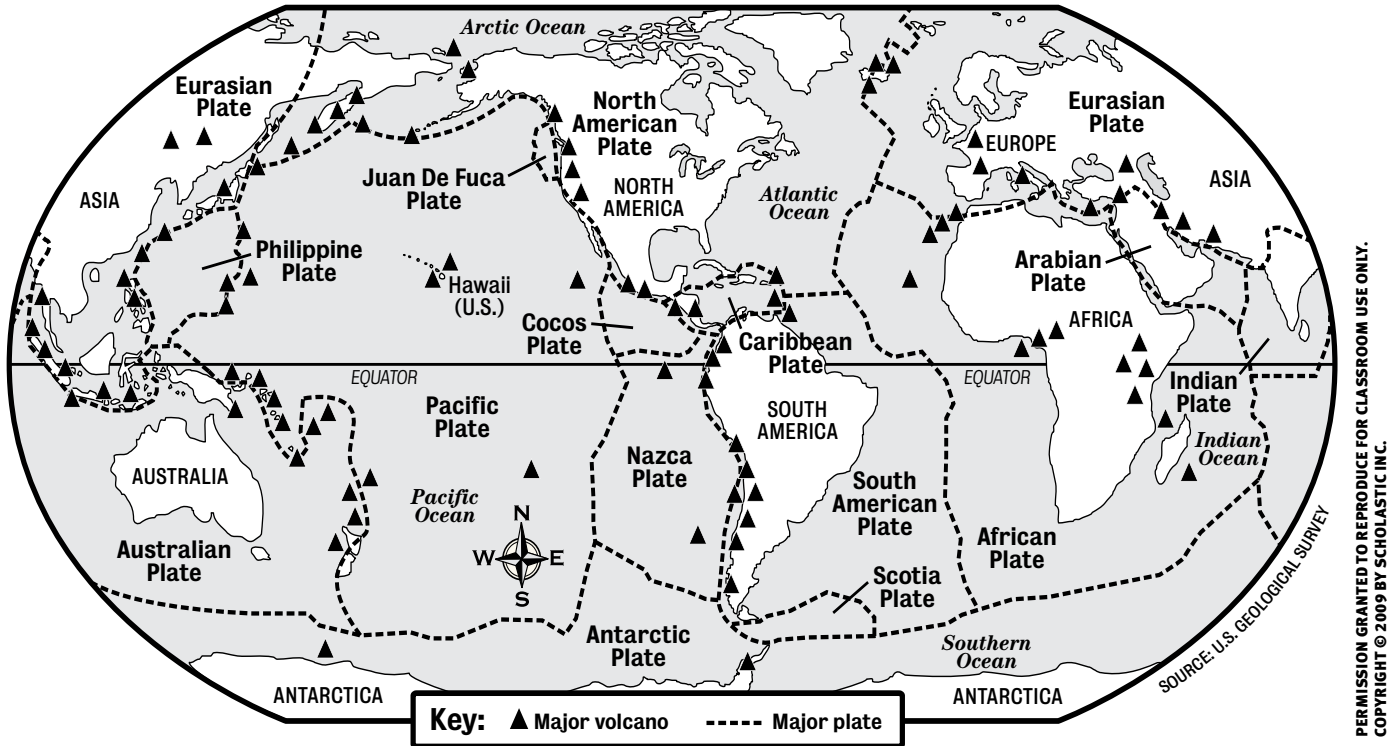 Arctic Ocean
Eurasian
Plate
North
American
Plate
Eurasian
Plate
EUROPE
ASIA
Juan De Fuca
Plate
NORTH
AMERICA
Atlantic
Ocean
ASIA
Philippine
Plate
Hawaii
(U.S.)
Arabian
Plate
Cocos
Plate
Caribbean
Plate
AFRICA
EQUATOR
EQUATOR
Indian
Plate
Pacific
Plate
SOUTH
AMERICA
Indian
Ocean
AUSTRALIA
Nazca
Plate
Pacific
Ocean
South
American
Plate
N
W
E
S
Australian
Plate
African
Plate
Scotia
Plate
Antarctic
Plate
Southern
Ocean
ANTARCTICA
ANTARCTICA
Key: Major volcano Major plate
SOURCE: U.S. GEOLOGICAL SURVEY
PERMISSION GRANTED TO REPRODUCE FOR CLASSROOM USE ONLY.
COPYRIGHT © 2009 BY SCHOLASTIC INC.